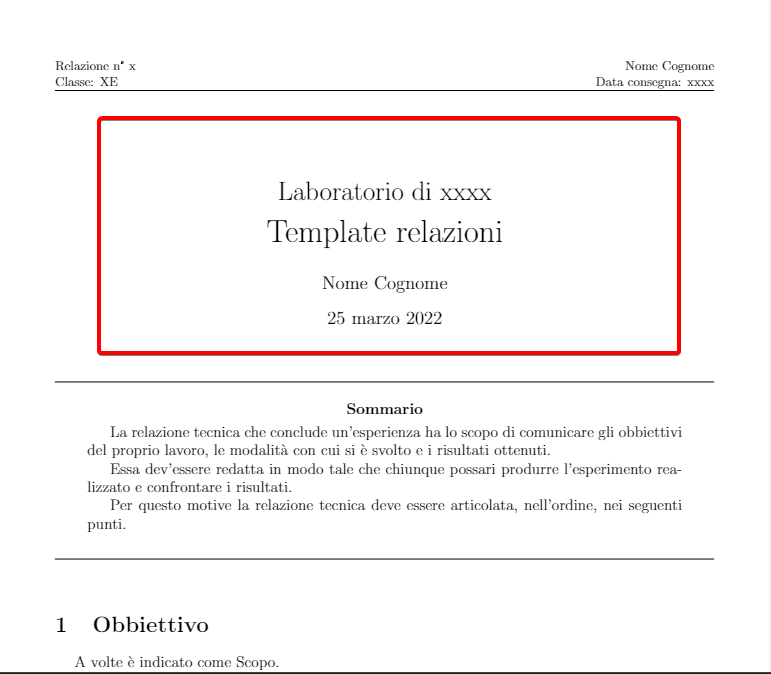 Relazione n° x
Nome Cognome
Classe: XE
Data consegna: xxxx
Laboratorio di xxxx
Template relazioni
Nome Cognome
25 marzo 2022
Sommario
La relazione tecnica che conclude un'esperienza ha lo scopo di comunicare gli obbiettivi
del proprio lavoro, le modalità con cui si è svolto e i risultati ottenuti.
Essa dev'essere redatta in modo tale che chiunque possari produrre l'esperimento rea-
lizzato e confrontare i risultati.
Per questo motive la relazione tecnica deve essere articolata, nell'ordine, nei seguenti
punti.
1 Obbiettivo
A volte è indicato come Scopo.